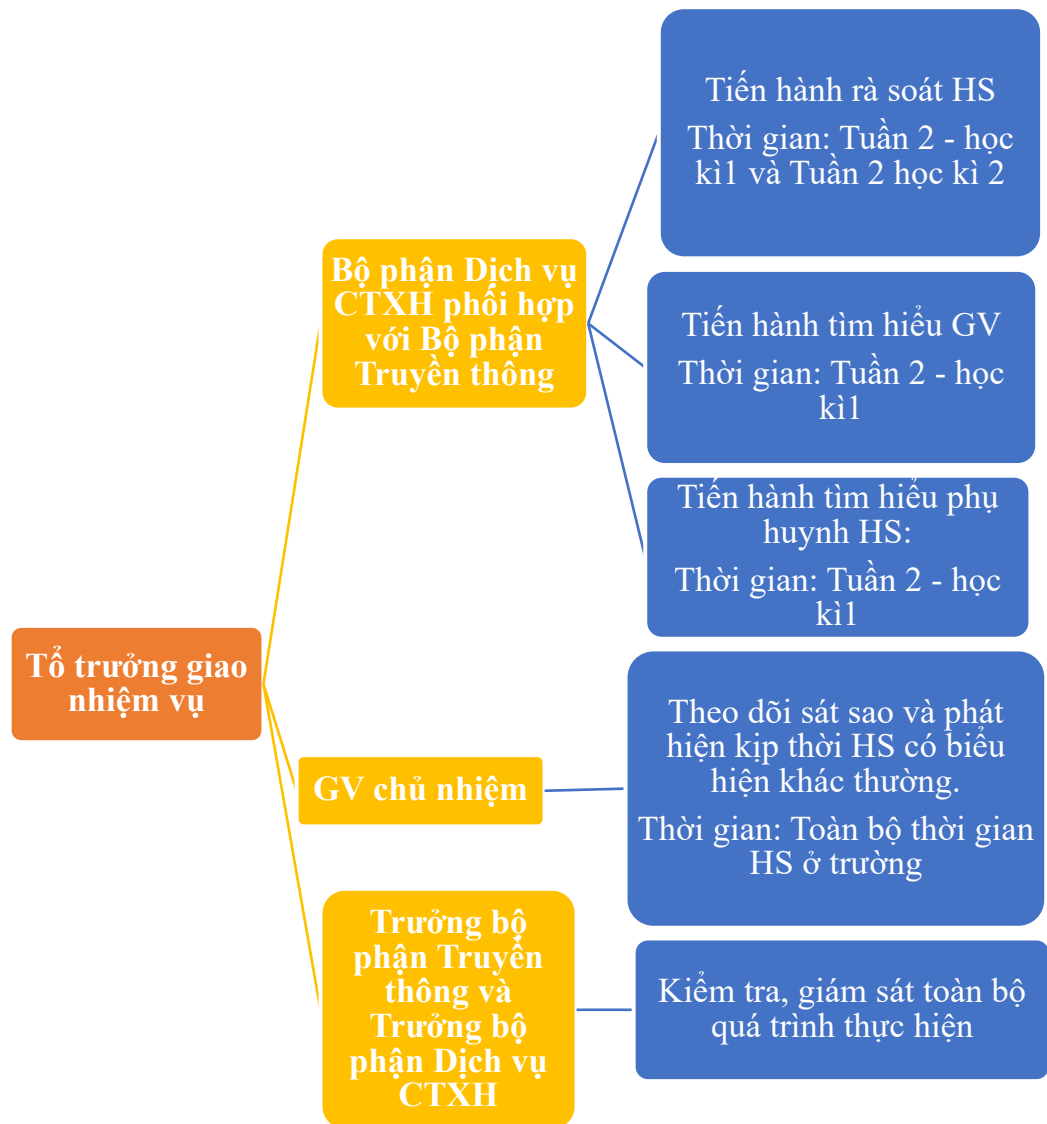 Tiến hành rà soát HS
Thời gian: Tuần 2 - học
kì1 và Tuần 2 học kì 2
Bộ phận Dịch vụ
CTXH phối hợp
với Bộ phận
Truyền thông
Tiến hành tìm hiểu GV
Thời gian: Tuần 2 - học
kì1
Tiến hành tìm hiểu phụ
huynh HS:
Thời gian: Tuần 2 - học
kì1
Tổ trưởng giao
nhiệm vụ
GV chủ nhiệm
Theo dõi sát sao và phát
hiện kịp thời HS có biểu
hiện khác thường.
Thời gian: Toàn bộ thời gian
HS ở trường
Trưởng bộ
phận Truyền
thông và
Trưởng bộ
phận Dịch vụ
CTXH
Kiểm tra, giám sát toàn bộ
quá trình thực hiện